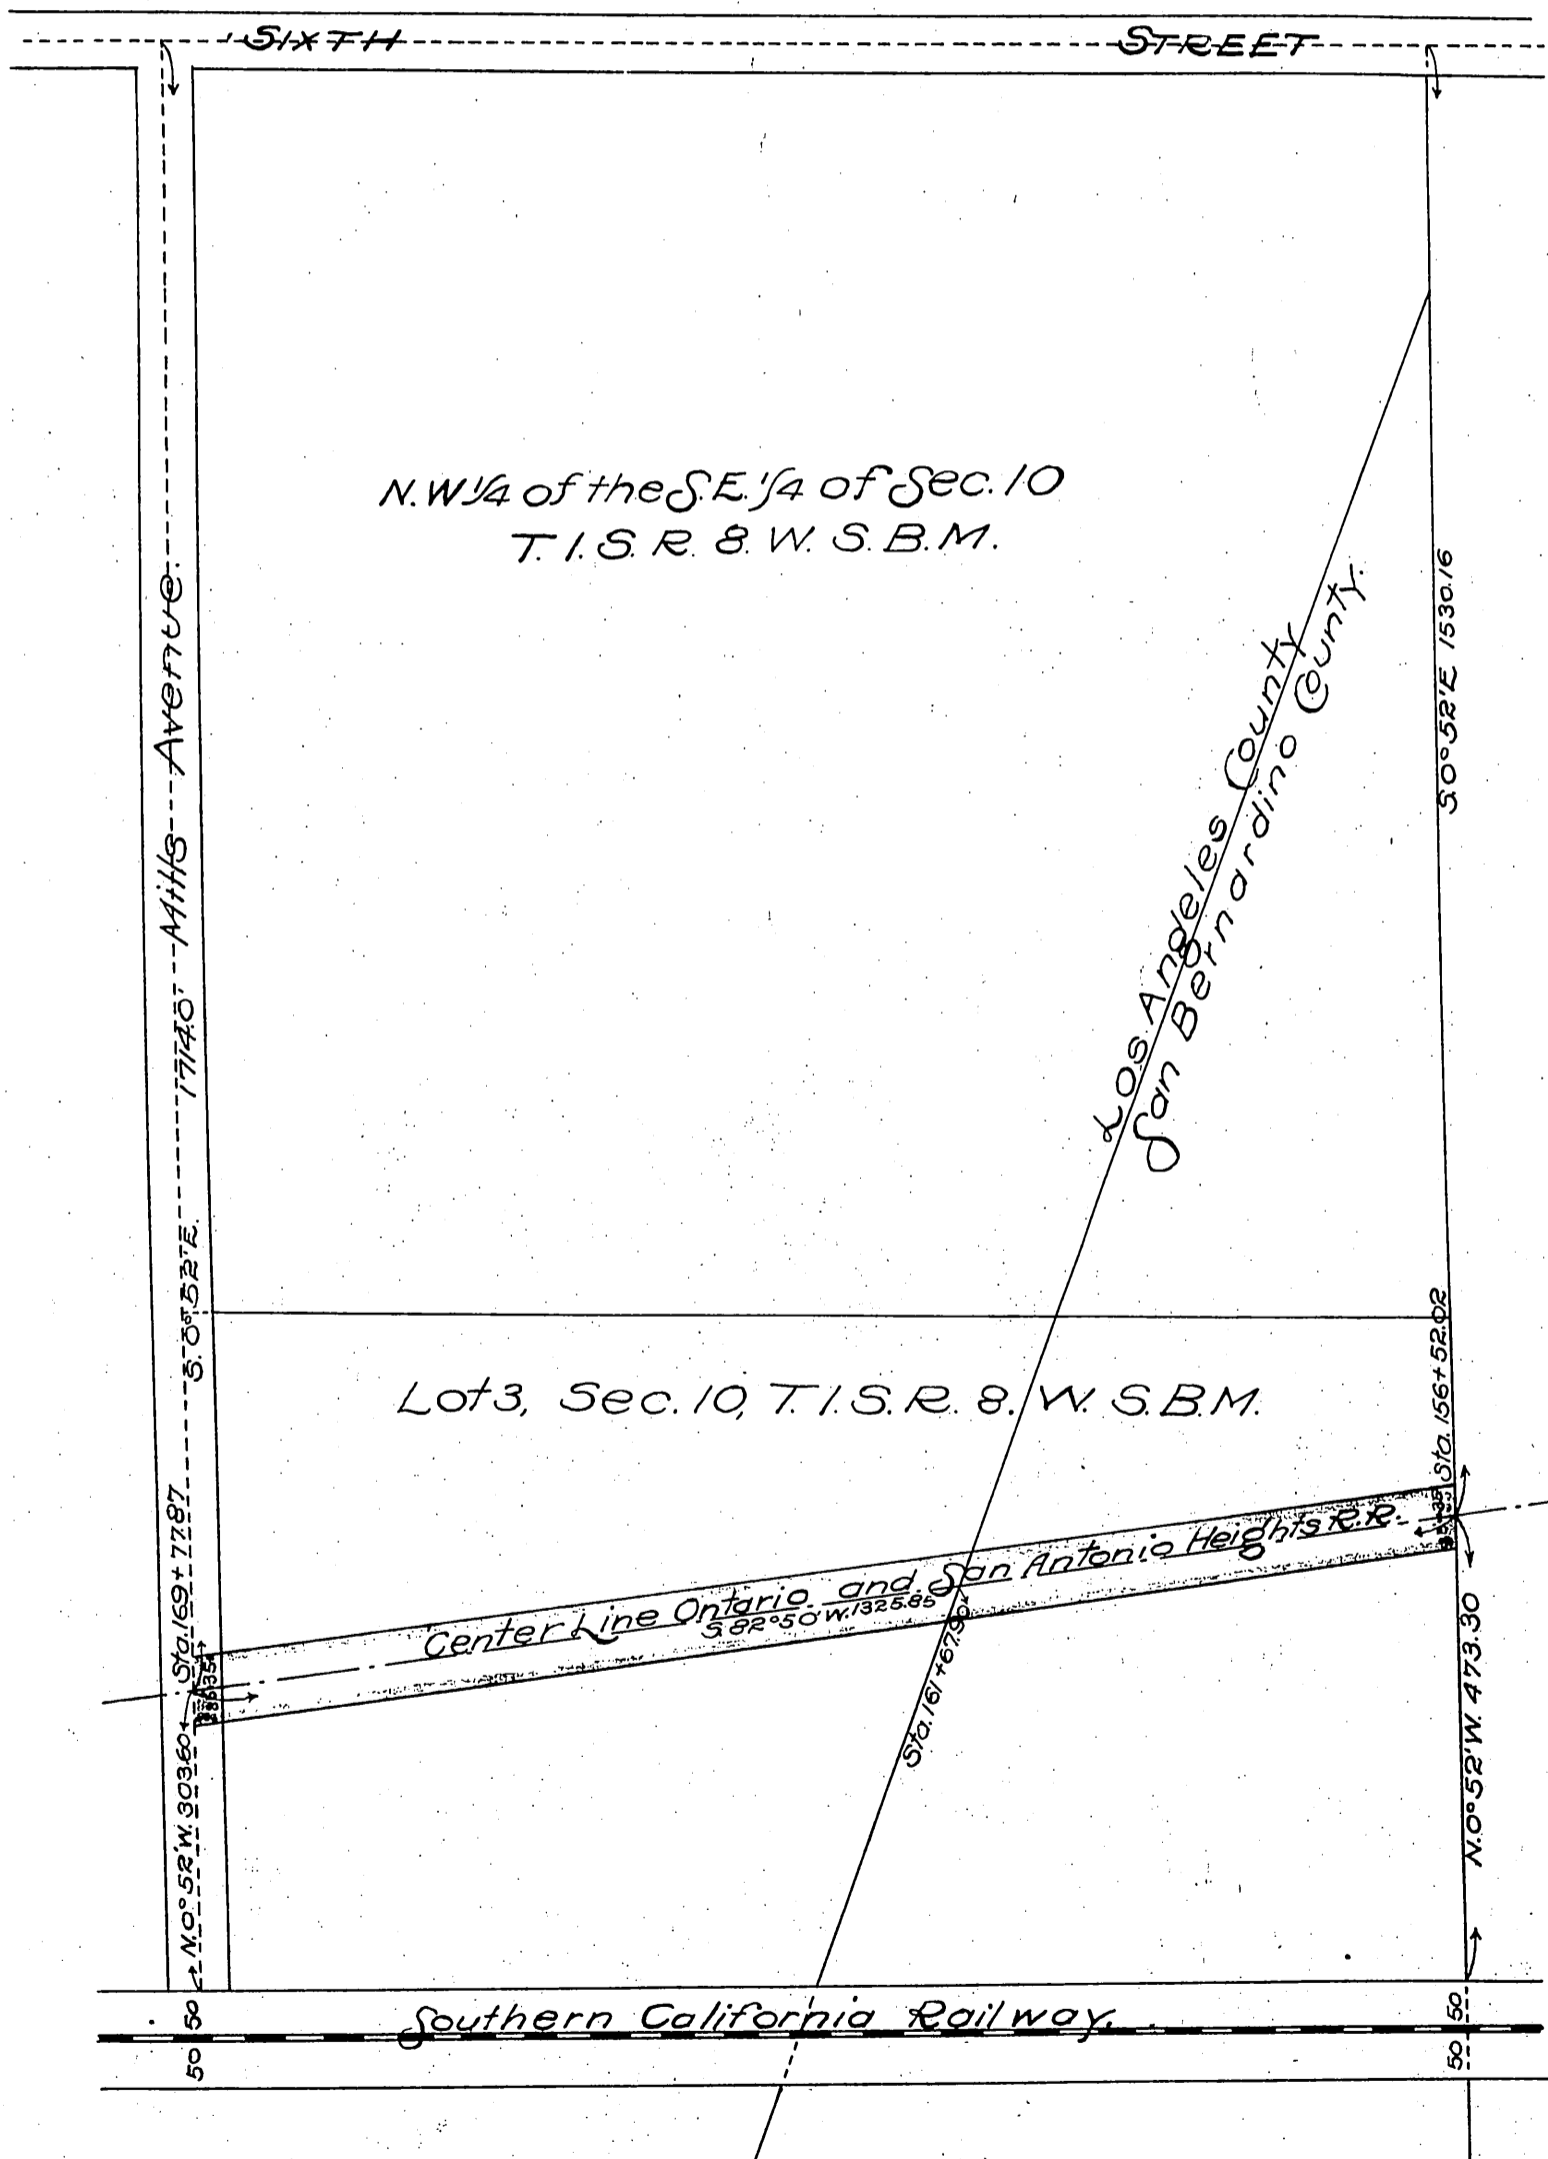 SIXTH STREET
N.W.1/4 of the S.E.1/4 of Sec. 10
T. 1. S. R. 8. W. S. B. M.
Mills Avenue.
1714.0'
S. 0° 52' E.
Los Angeles County
San Bernardino County.
S. 0° 52' E 1530.16
Lot 3, Sec. 10, T. 1. S. R. 8. W. S. B. M.
Sta. 156+52.02
35
Center Line Ontario and San Antonio Heights R.R.
S. 82° 50' W. 1325.85
Sta. 161+67.90
Sta. 169+77.87
35
N. 0° 52' W. 303.60
N. 0° 52' W. 473.30
Southern California Railway.
50
50
50
50